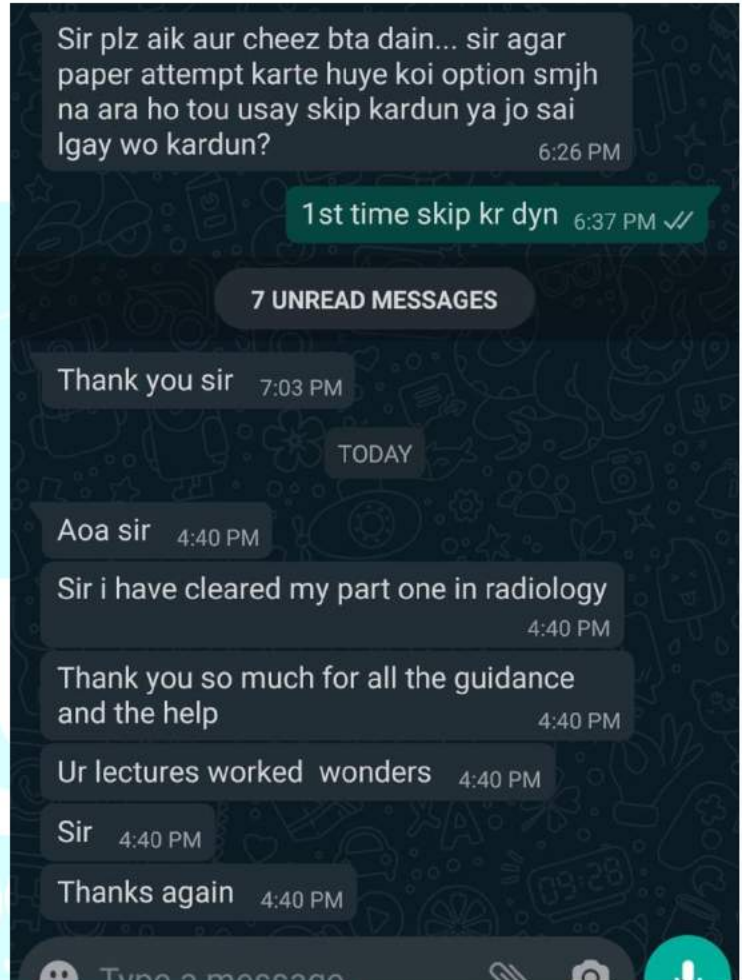 Sir plz aik aur cheez bta dain... sir agar
paper attempt karte huye koi option smjh
na ara ho tou usay skip kardun ya jo sai
lgay wo kardun?
6:26 PM
1st time skip kr dyn 6:37 PM
7 UNREAD MESSAGES
Thank you sir 7:03 PM
TODAY
Aoa sir 4:40 PM
Sir i have cleared my part one in radiology
4:40 PM
Thank you so much for all the guidance
and the help 4:40 PM
Ur lectures worked wonders 4:40 PM
Sir 4:40 PM
Thanks again 4:40 PM
Type a message